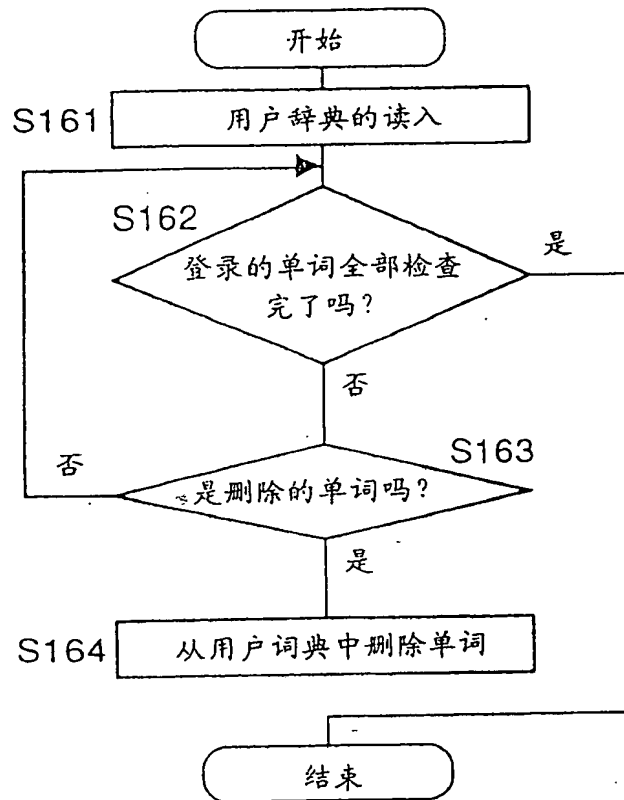 开始
S161
用户辞典的读入
S162
登录的单词全部检查
完了吗?
是
否
S163
否
是删除的单词吗?
是
S164
从用户词典中删除单词
结束